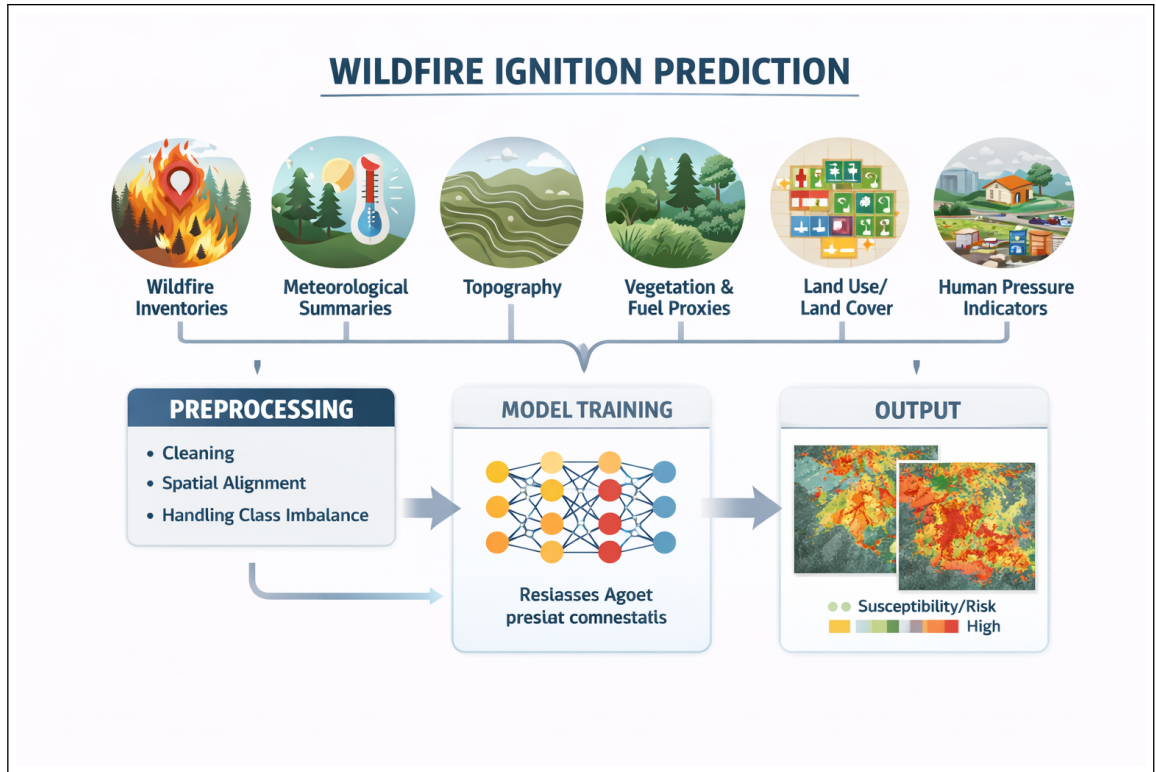 WILDFIRE IGNITION PREDICTION
Wildfire
Inventories
Meteorological
Summaries
Topography
Vegetation &
Fuel Proxies
Land Use/
Land Cover
Human Pressure
Indicators
PREPROCESSING
• Cleaning
• Spatial Alignment
• Handling Class Imbalance
MODEL TRAINING
Reslasses Agoet
presiat comnestatis
OUTPUT
Susceptibility/Risk
High